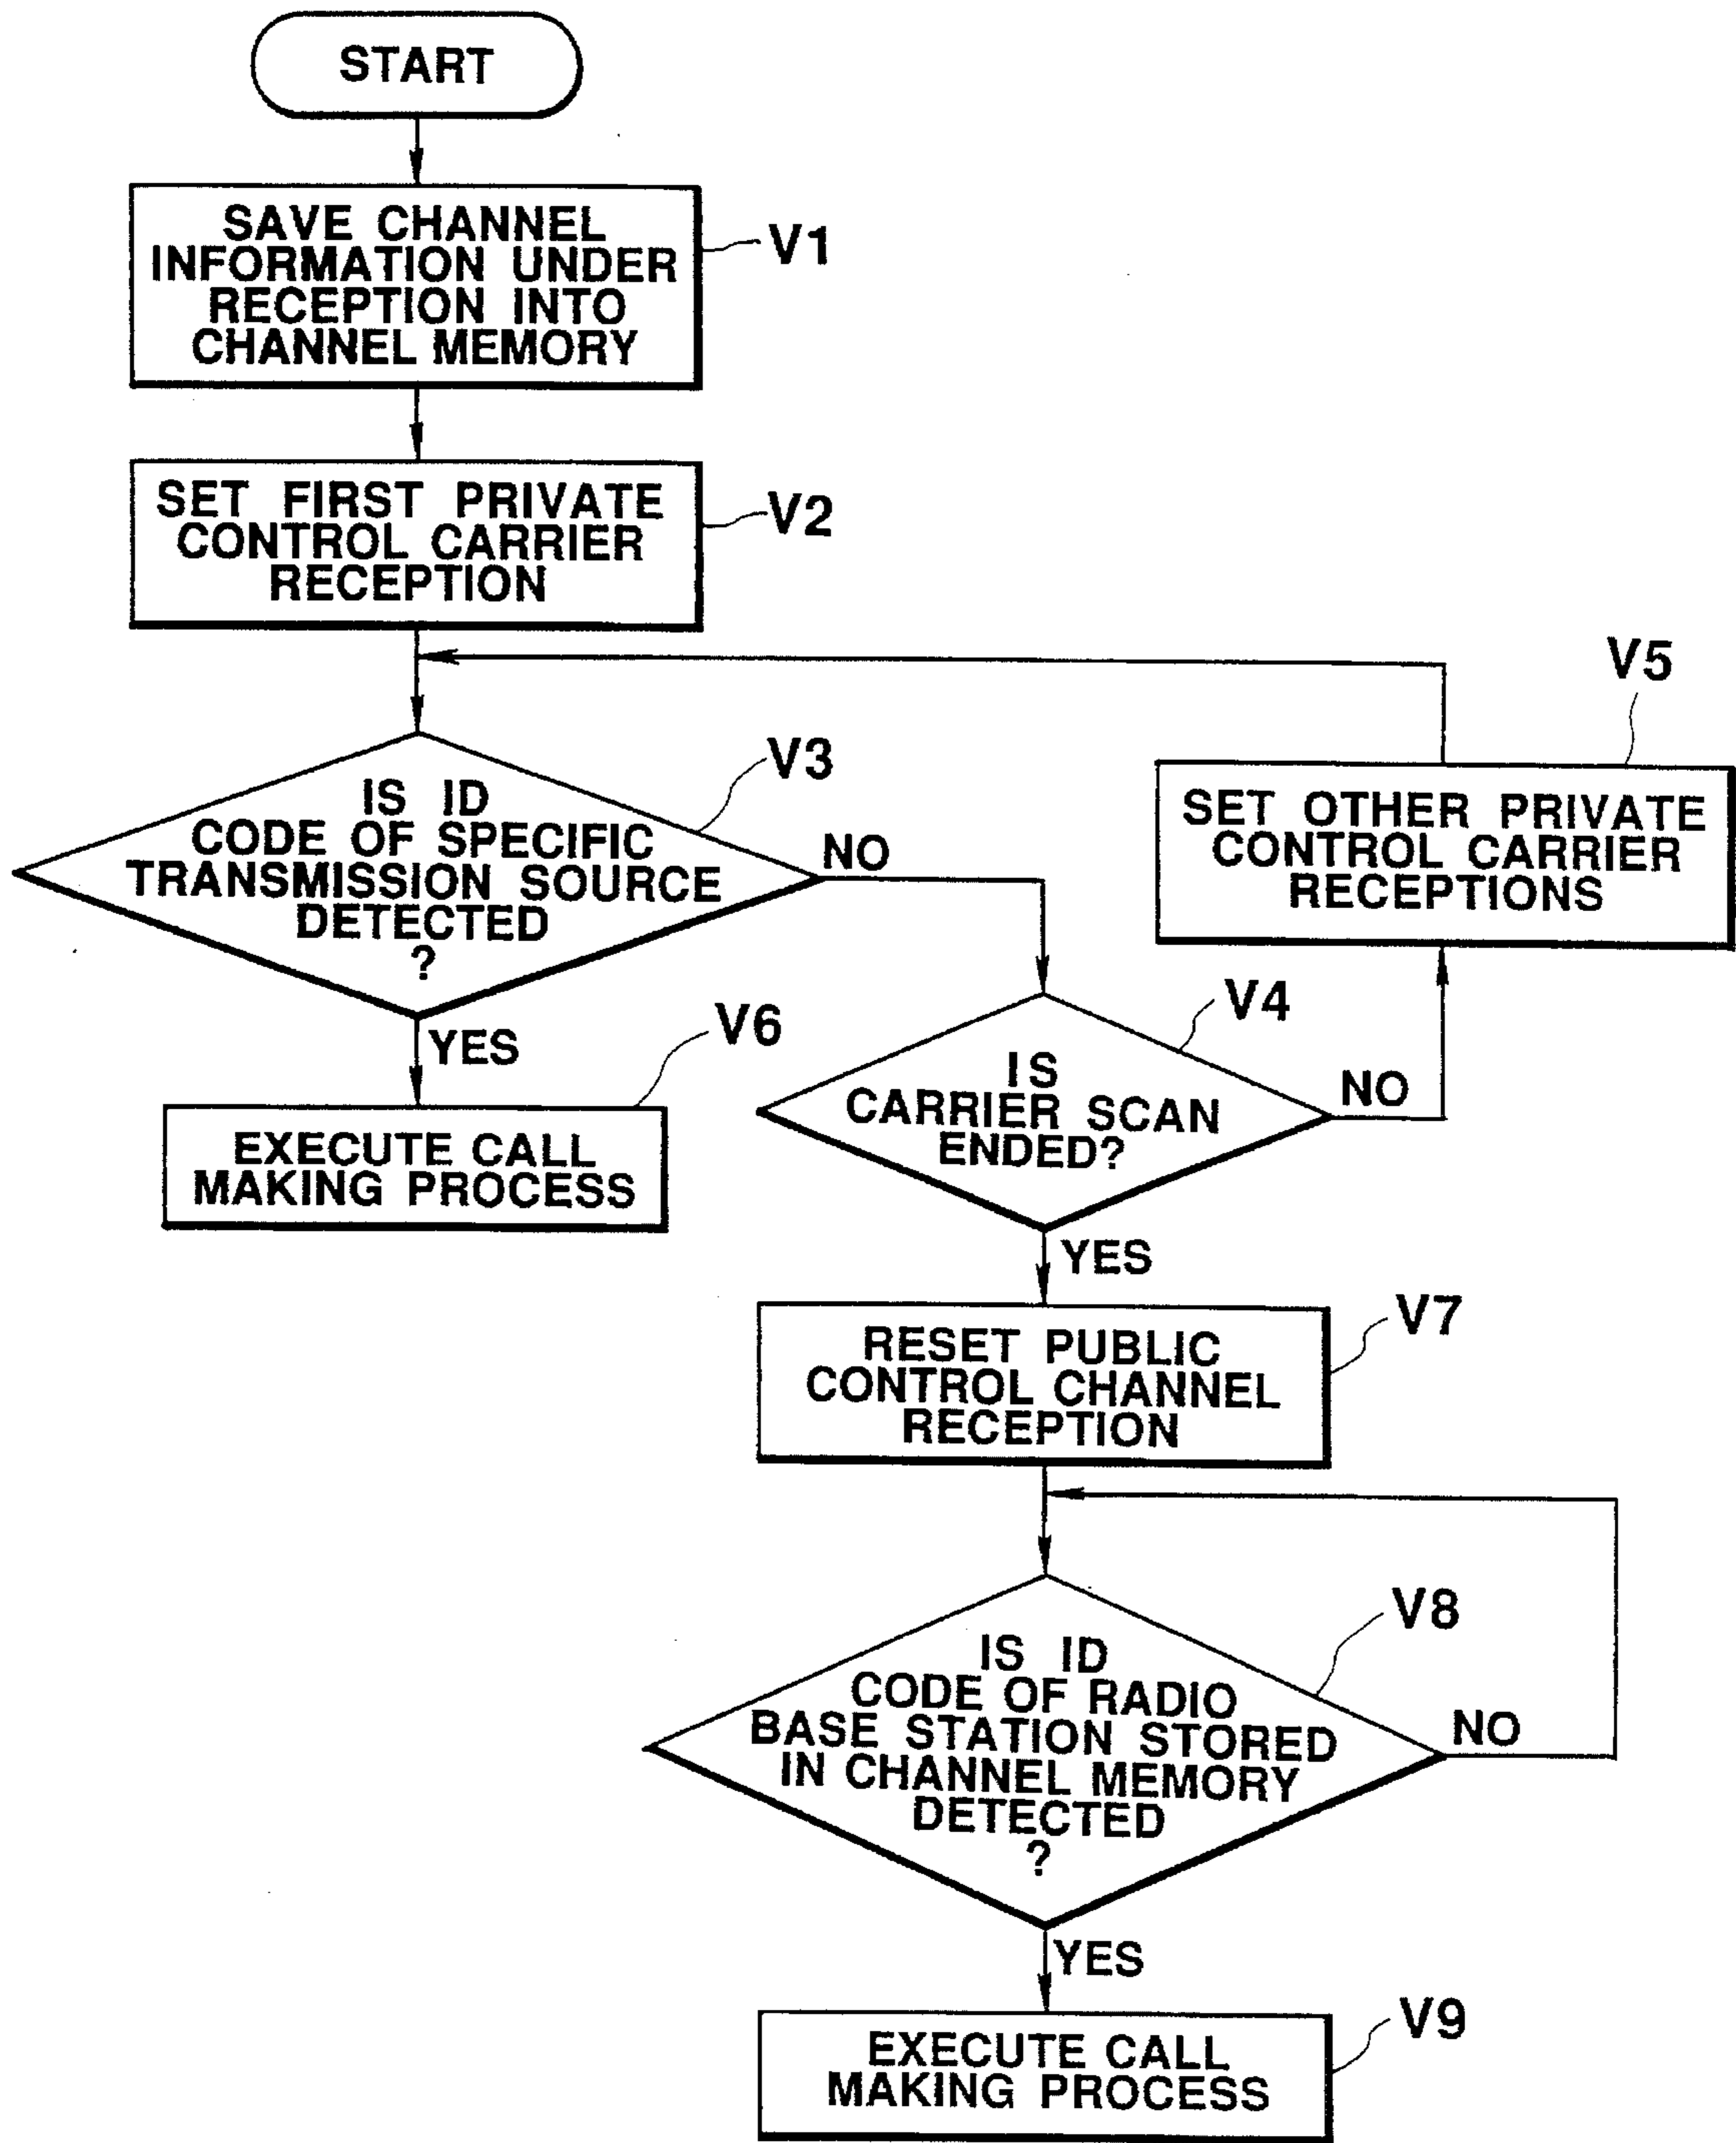 START
SAVE CHANNEL
INFORMATION UNDER
RECEPTION INTO
CHANNEL MEMORY
V1
SET FIRST PRIVATE
CONTROL CARRIER
RECEPTION
V2
V5
SET OTHER PRIVATE
CONTROL CARRIER
RECEPTIONS
V3
IS ID
CODE OF SPECIFIC
TRANSMISSION SOURCE
DETECTED
?
NO
YES
V6
EXECUTE CALL
MAKING PROCESS
V4
IS
CARRIER SCAN
ENDED?
NO
YES
V7
RESET PUBLIC
CONTROL CHANNEL
RECEPTION
V8
IS ID
CODE OF RADIO
BASE STATION STORED
IN CHANNEL MEMORY
DETECTED
?
NO
YES
V9
EXECUTE CALL
MAKING PROCESS